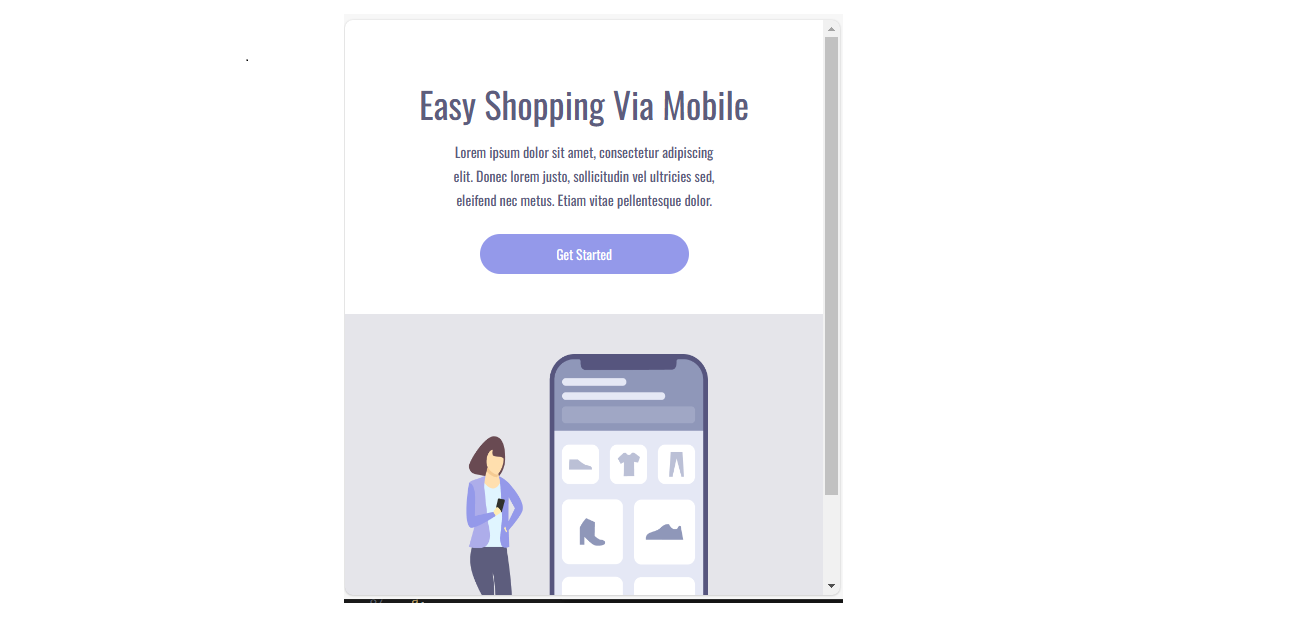 Easy Shopping Via Mobile
Lorem ipsum dolor sit amet, consectetur adipiscing
elit. Donec lorem justo, sollicitudin vel ultricies sed,
eleifend nec metus. Etiam vitae pellentesque dolor.
Get Started